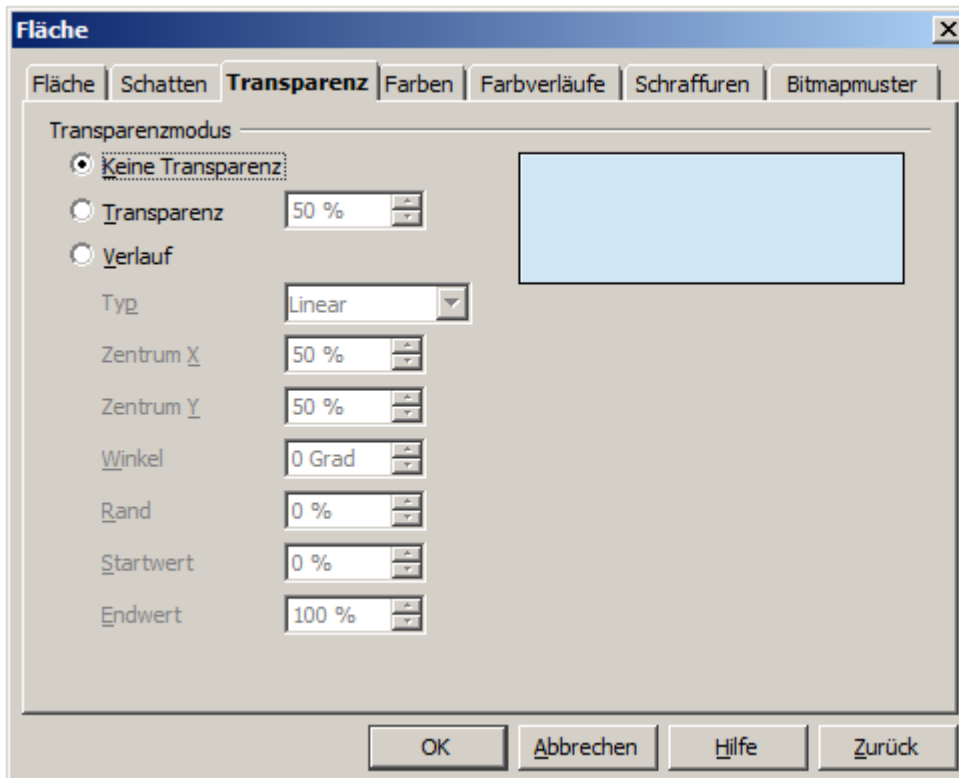 Fläche
Fläche Schatten Transparenz Farben Farbverläufe Schraffuren Bitmapmuster
Transparenzmodus
Keine Transparenz
Transparenz 50 %
Verlauf
Typ Linear
Zentrum X 50 %
Zentrum Y 50 %
Winkel 0 Grad
Rand 0 %
Startwert 0 %
Endwert 100 %
OK Abbrechen Hilfe Zurück